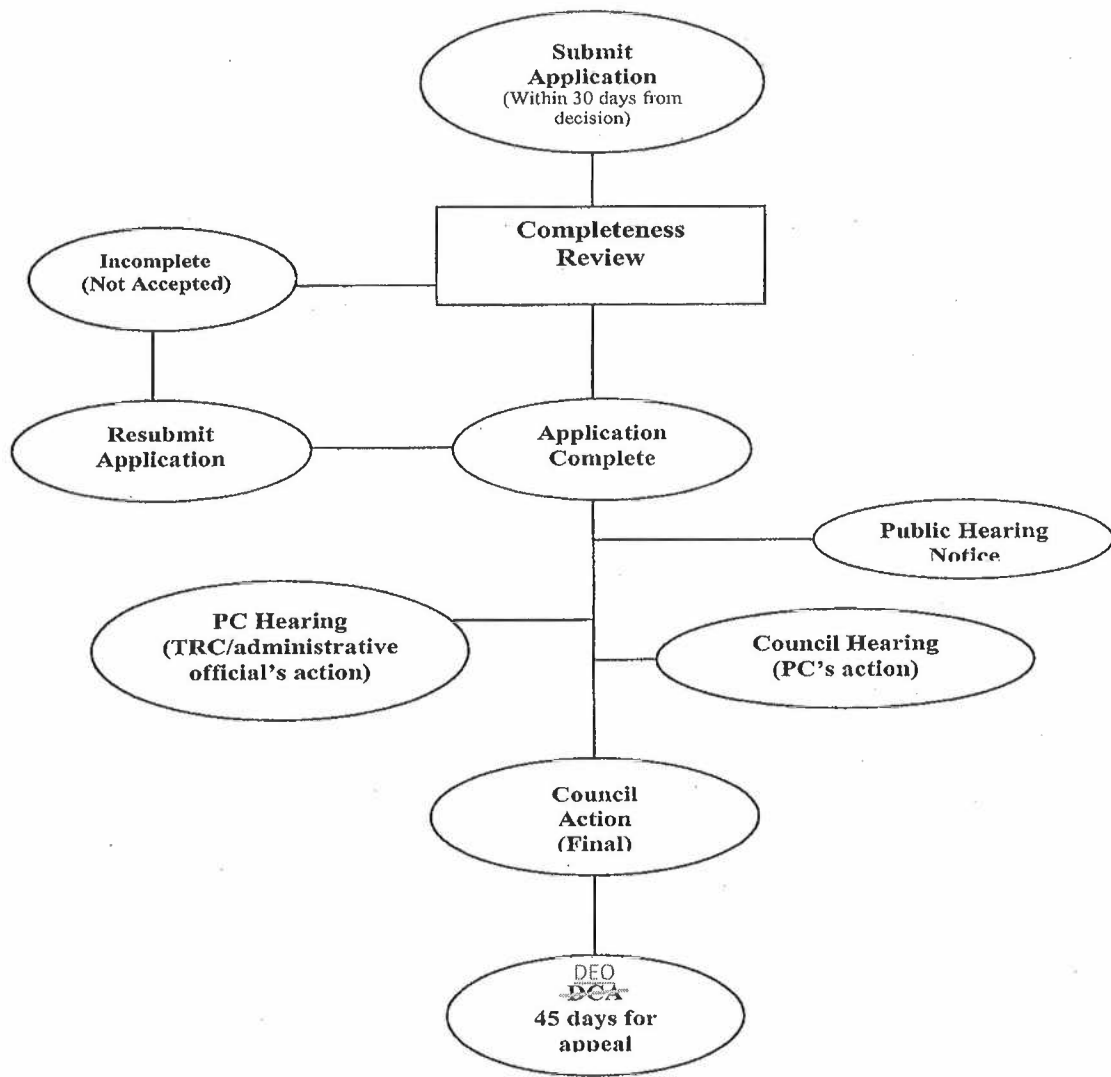 Submit
Application
(Within 30 days from
decision)
Completeness
Review
Incomplete
(Not Accepted)
Resubmit
Application
Application
Complete
Public Hearing
Notice
PC Hearing
(TRC/administrative
official's action)
Council Hearing
(PC's action)
Council
Action
(Final)
DEO
DCA
45 days for
appeal